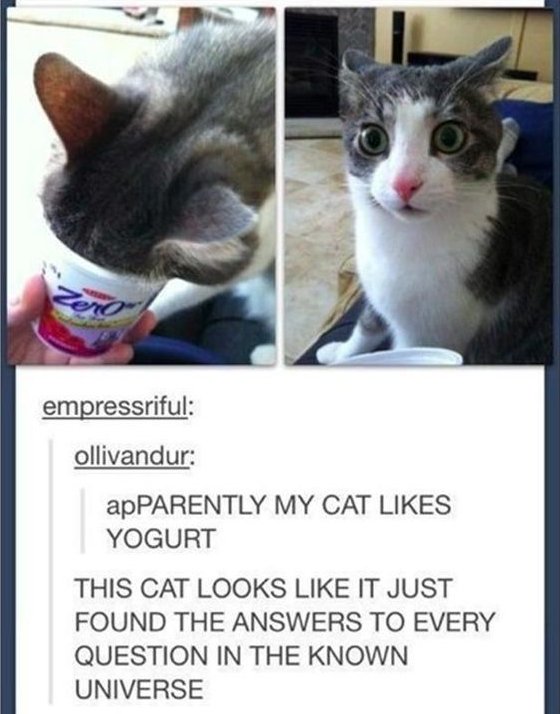 Zero
empressriful:
ollivandur:
apPARENTLY MY CAT LIKES
YOGURT
THIS CAT LOOKS LIKE IT JUST
FOUND THE ANSWERS TO EVERY
QUESTION IN THE KNOWN
UNIVERSE